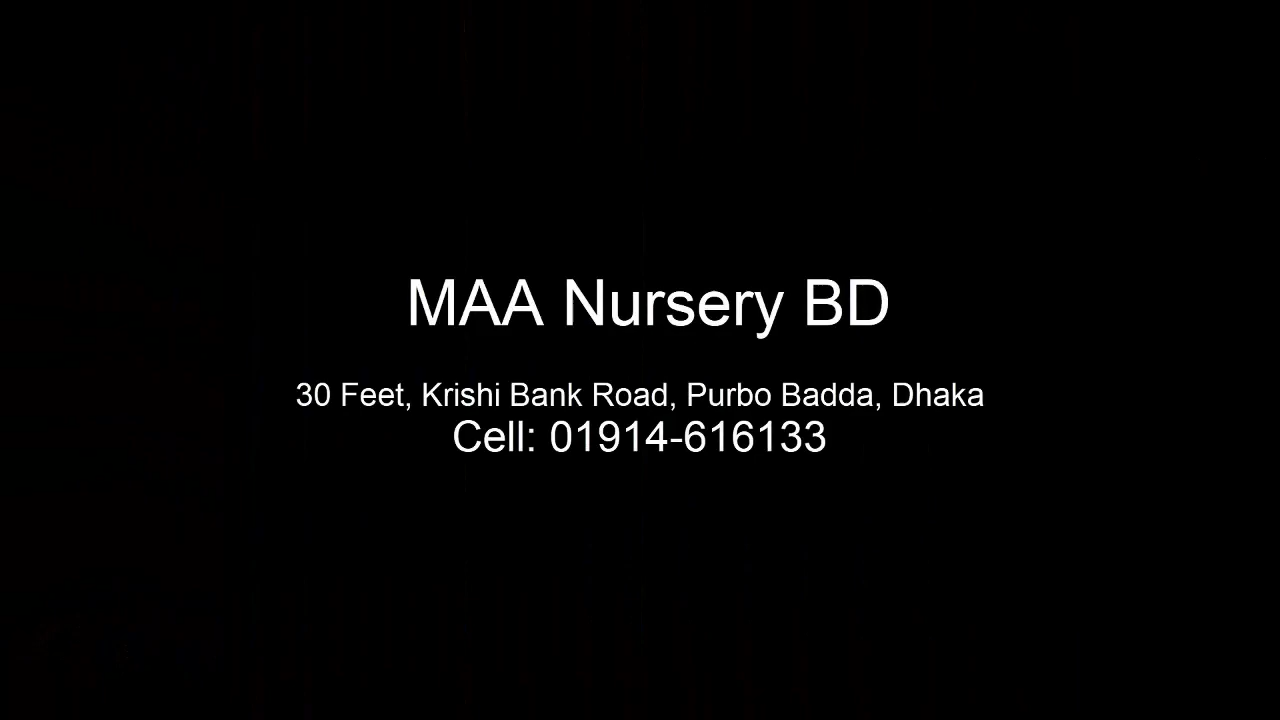 MAA Nursery BD
30 Feet, Krishi Bank Road, Purbo Badda, Dhaka
Cell: 01914-616133